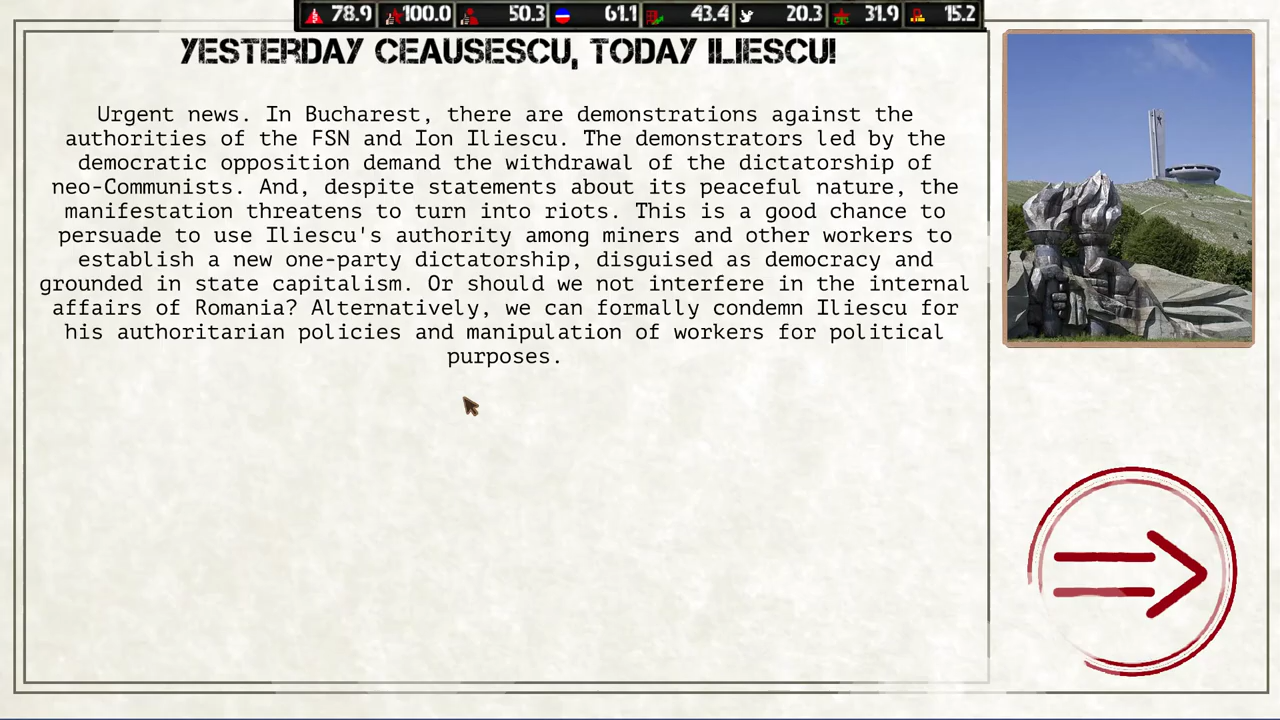 78.9 100.0 50.3 61.1 43.4 20.3 31.9 15.2
YESTERDAY CEAUSESCU, TODAY ILIESCU!
Urgent news. In Bucharest, there are demonstrations against the
authorities of the FSN and Ion Iliescu. The demonstrators led by the
democratic opposition demand the withdrawal of the dictatorship of
neo-Communists. And, despite statements about its peaceful nature, the
manifestation threatens to turn into riots. This is a good chance to
persuade to use Iliescu's authority among miners and other workers to
establish a new one-party dictatorship, disguised as democracy and
grounded in state capitalism. Or should we not interfere in the internal
affairs of Romania? Alternatively, we can formally condemn Iliescu for
his authoritarian policies and manipulation of workers for political
purposes.